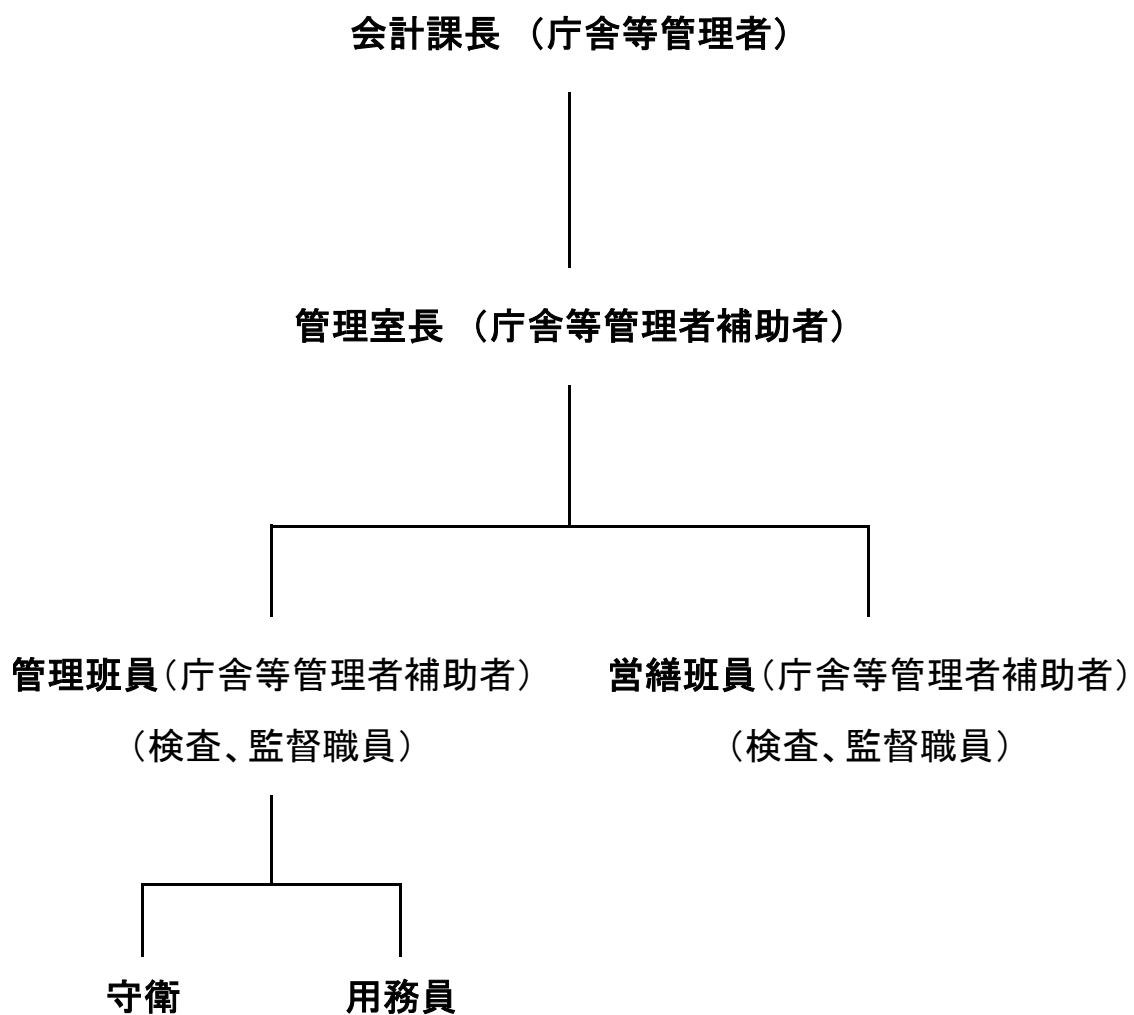 会計課長 （庁舎等管理者）
管理室長 （庁舎等管理者補助者）
管理班員（庁舎等管理者補助者）
（検査、監督職員）
営繕班員（庁舎等管理者補助者）
（検査、監督職員）
守衛
用務員